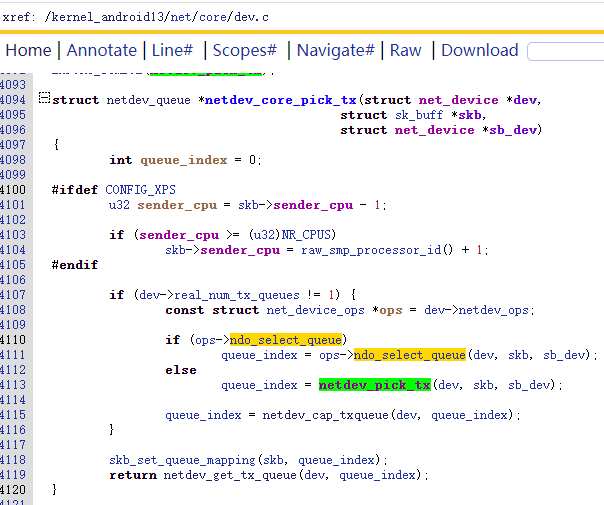 xref: /kernel_android13/net/core/dev.c
Home | Annotate | Line# | Scopes# | Navigate# | Raw | Download
4093
4094 struct netdev_queue *netdev_core_pick_tx(struct net_device *dev,
4095 struct sk_buff *skb,
4096 struct net_device *sb_dev)
4097 {
4098 int queue_index = 0;
4099
4100 #ifdef CONFIG_XPS
4101 u32 sender_cpu = skb->sender_cpu - 1;
4102
4103 if (sender_cpu >= (u32)NR_CPUS)
4104 skb->sender_cpu = raw_smp_processor_id() + 1;
4105 #endif
4106
4107 if (dev->real_num_tx_queues != 1) {
4108 const struct net_device_ops *ops = dev->netdev_ops;
4109
4110 if (ops->ndo_select_queue)
4111 queue_index = ops->ndo_select_queue(dev, skb, sb_dev);
4112 else
4113 queue_index = netdev_pick_tx(dev, skb, sb_dev);
4114
4115 queue_index = netdev_cap_txqueue(dev, queue_index);
4116 }
4117
4118 skb_set_queue_mapping(skb, queue_index);
4119 return netdev_get_tx_queue(dev, queue_index);
4120 }